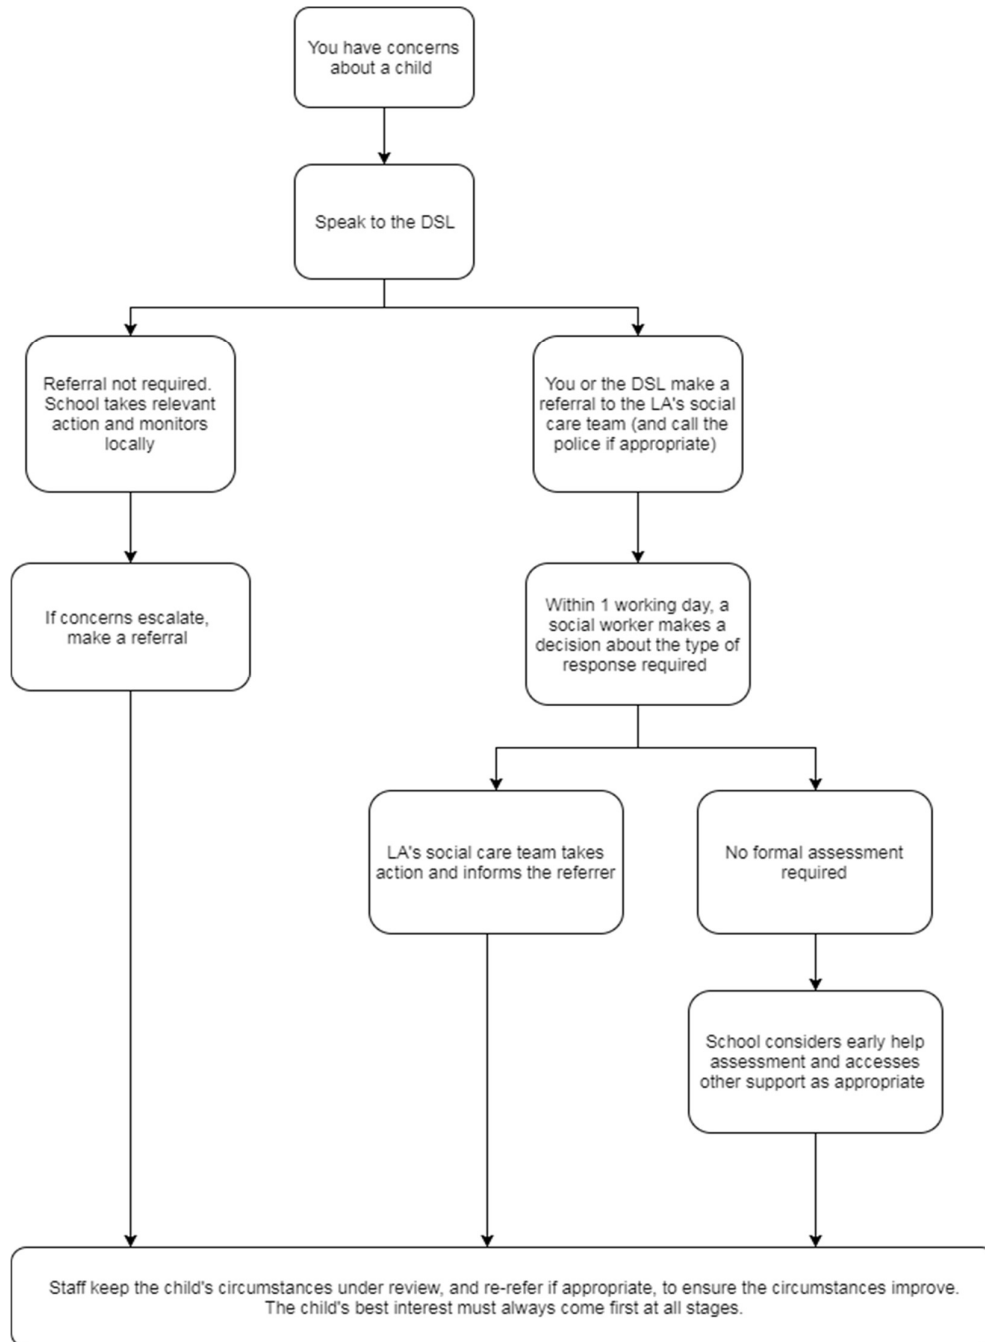 You have concerns
about a child
Speak to the DSL
Referral not required.
School takes relevant
action and monitors
locally
You or the DSL make a
referral to the LA's social
care team (and call the
police if appropriate)
If concerns escalate,
make a referral
Within 1 working day, a
social worker makes a
decision about the type of
response required
LA's social care team takes
action and informs the referrer
No formal assessment
required
School considers early help
assessment and accesses
other support as appropriate
Staff keep the child's circumstances under review, and re-refer if appropriate, to ensure the circumstances improve.
The child's best interest must always come first at all stages.